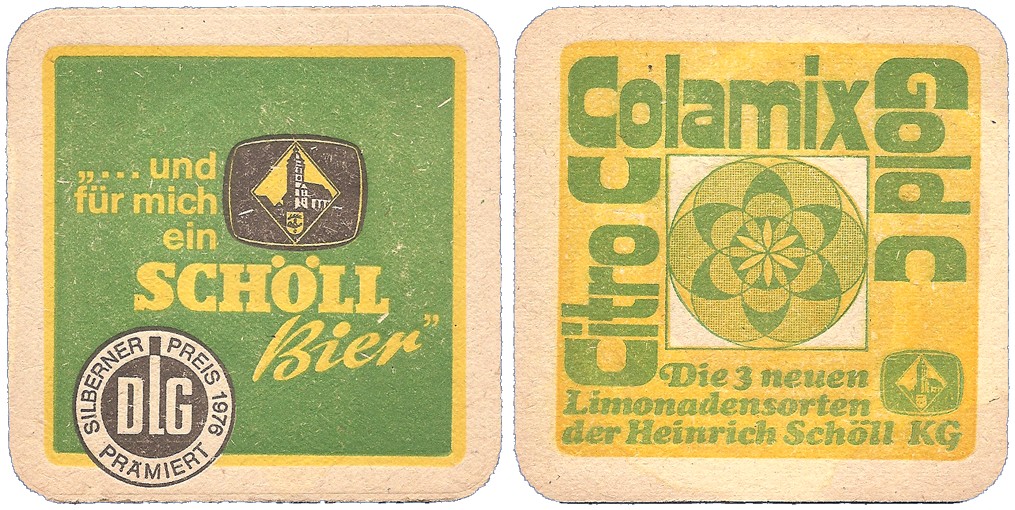 „... und
für mich
ein
SCHÖLL
Bier”
SILBERNER PREIS 1976
DLG
PRÄMIERT
Citro C
Colamix
Gold C
Die 3 neuen
Limonadensorten
der Heinrich Schöll KG